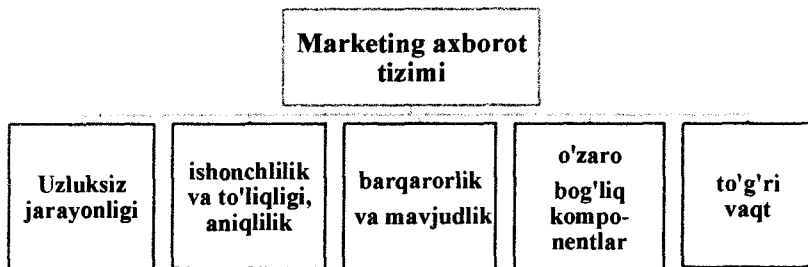 Marketing axborot
tizimi
Uzluksiz
jarayonligi
ishonchlilik
va to'liqligi,
aniqlilik
barqarorlik
va mavjudlik
o'zaro
bog'liq
kompo-
nentlar
to'g'ri
vaqt